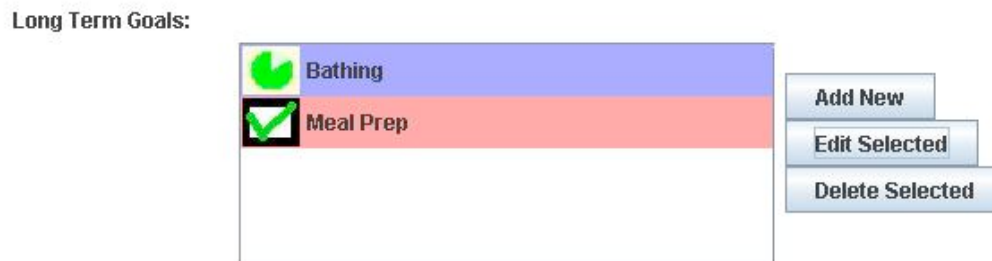 Long Term Goals:
Bathing
Meal Prep
Add New
Edit Selected
Delete Selected